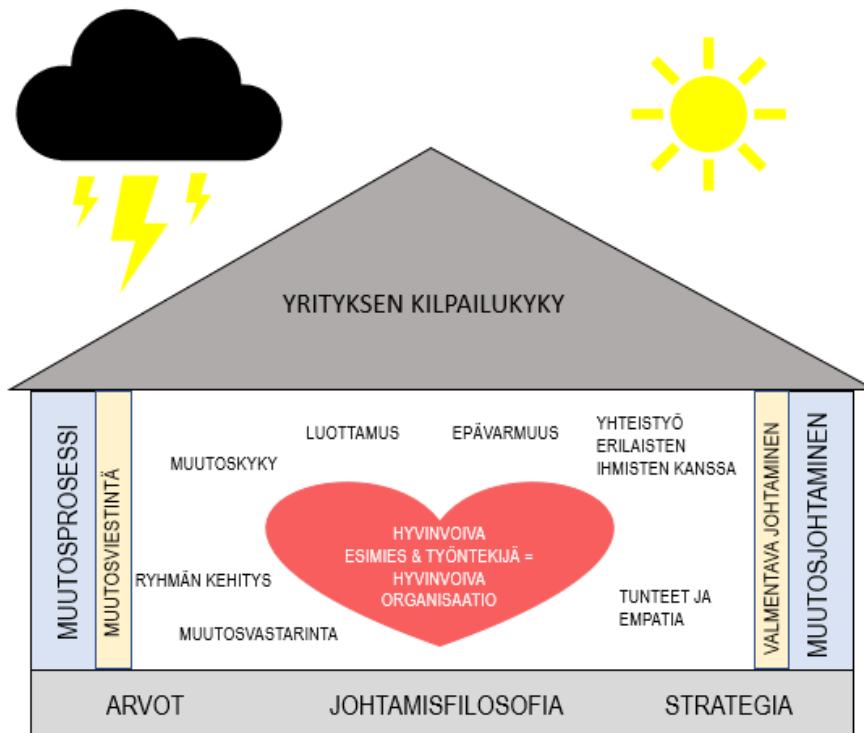 YRITYKSEN KILPAILUKYKY
MUUTOSPROSESSI
MUUTOSVIESTINTÄ
LUOTTAMUS
EPÄVARMUUS
YHTEISTYÖ
ERILAISTEN
IHMISTEN KANSSA
MUUTOSKYKY
HYVINVOIVA
ESIMIES & TYÖNTEKIJÄ =
HYVINVOIVA
ORGANISAATIO
RYHMÄN KEHITYS
MUUTOSVASTARINTA
TUNTEET JA
EMPATIA
VALMENTAVA JOHTAMINEN
MUUTOSJOHTAMINEN
ARVOT
JOHTAMISFILOSOFIA
STRATEGIA